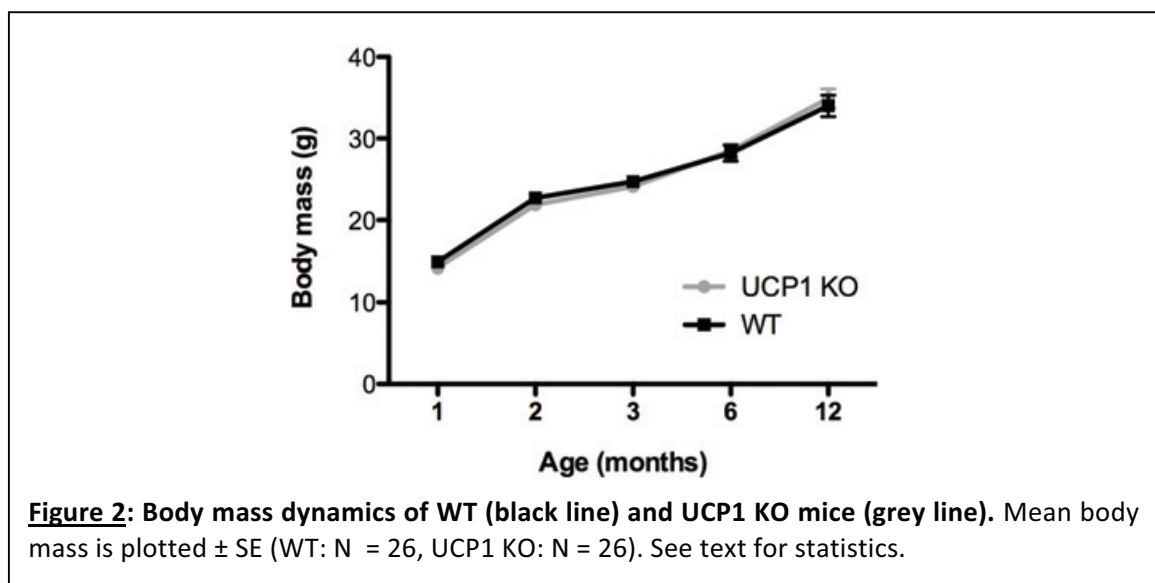 40
30
20
10
0
Body mass (g)
UCP1 KO
WT
1 2 3 6 12
Age (months)
Figure 2: Body mass dynamics of WT (black line) and UCP1 KO mice (grey line). Mean body
mass is plotted ± SE (WT: N = 26, UCP1 KO: N = 26). See text for statistics.